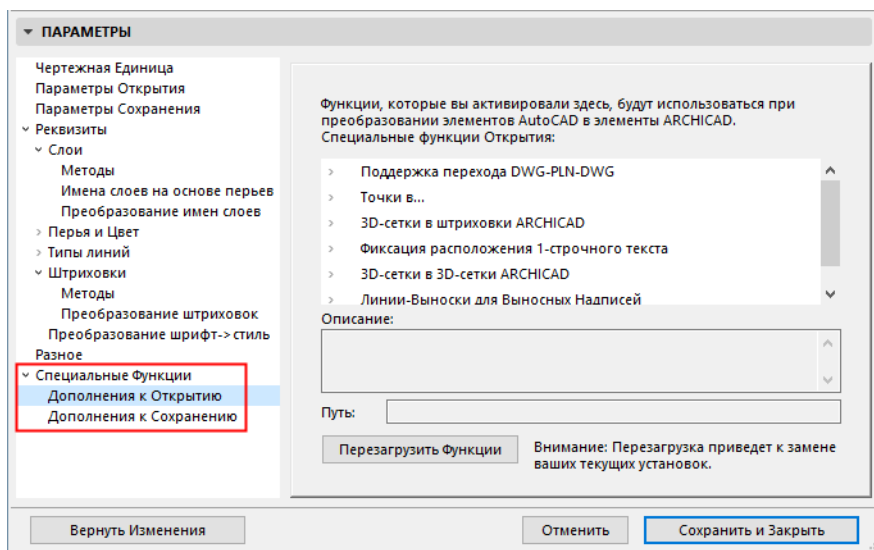 ПАРАМЕТРЫ
Чертежная Единица
Параметры Открытия
Параметры Сохранения
Реквизиты
Слои
Методы
Имена слоев на основе перьев
Преобразование имен слоев
Перья и Цвет
Типы линий
Штриховки
Методы
Преобразование штриховок
Преобразование шрифт->стиль
Разное
Специальные Функции
Дополнения к Открытию
Дополнения к Сохранению
Функции, которые вы активировали здесь, будут использоваться при
преобразовании элементов AutoCAD в элементы ARCHICAD.
Специальные функции Открытия:
Поддержка перехода DWG-PLN-DWG
Точки в...
3D-сетки в штриховки ARCHICAD
Фиксация расположения 1-строчного текста
3D-сетки в 3D-сетки ARCHICAD
Линии-Выноски для Выносных Надписей
Описание:
Путь:
Перезагрузить Функции
Внимание: Перезагрузка приведет к замене
ваших текущих установок.
Вернуть Изменения
Отменить
Сохранить и Закрыть